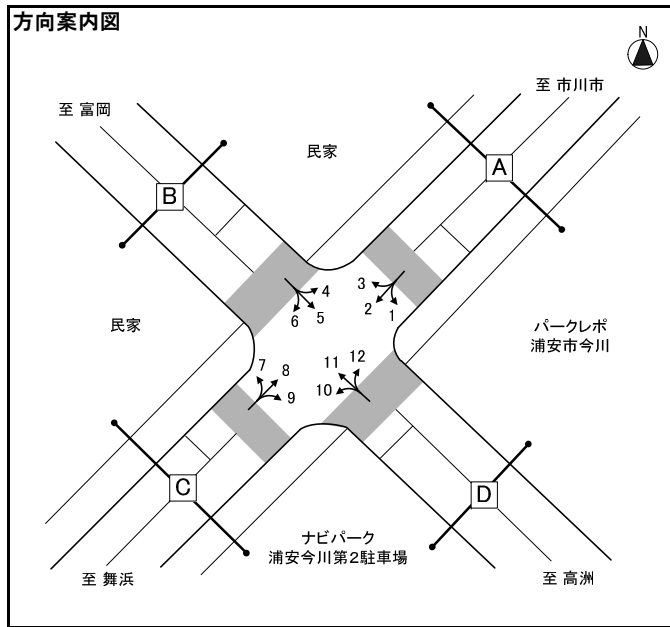 方向案内図
N
至 市川市
至 富岡
民家
A
B
3
2
1
4
5
6
民家
パークレポ
浦安市今川
7
8
9
11
12
10
C
D
ナビパーク
浦安今川第2駐車場
至 舞浜
至 高洲